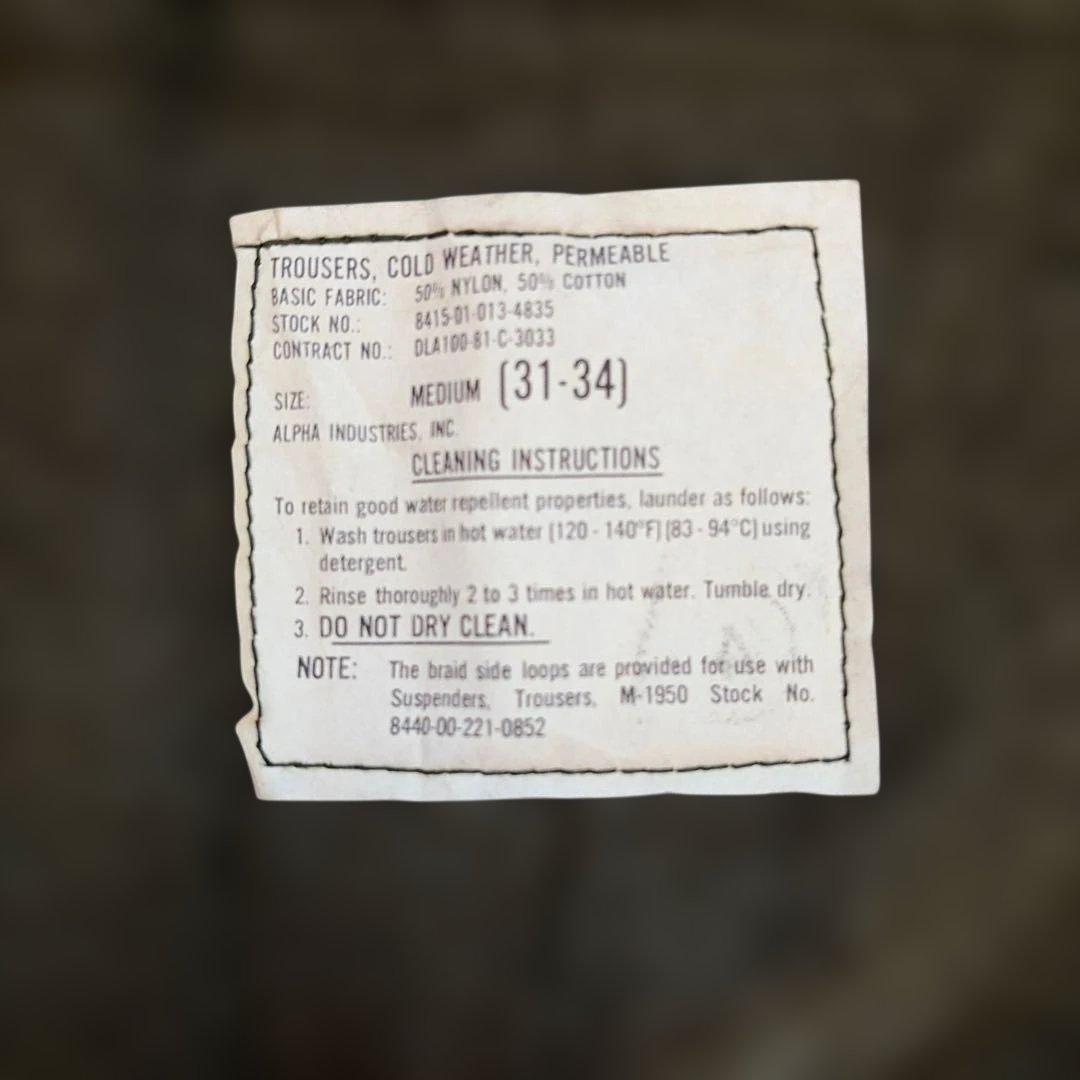 TROUSERS, COLD WEATHER, PERMEABLE
BASIC FABRIC: 50% NYLON, 50% COTTON
STOCK NO.: 8415-01-013-4835
CONTRACT NO.: DLA100-81-C-3033
SIZE: MEDIUM (31-34)
ALPHA INDUSTRIES, INC.
CLEANING INSTRUCTIONS
To retain good water repellent properties, launder as follows:
1. Wash trousers in hot water (120 - 140°F) (83 - 94°C) using
detergent.
2. Rinse thoroughly 2 to 3 times in hot water. Tumble dry.
3. DO NOT DRY CLEAN.
NOTE: The braid side loops are provided for use with
Suspenders, Trousers, M-1950 Stock No.
8440-00-221-0852